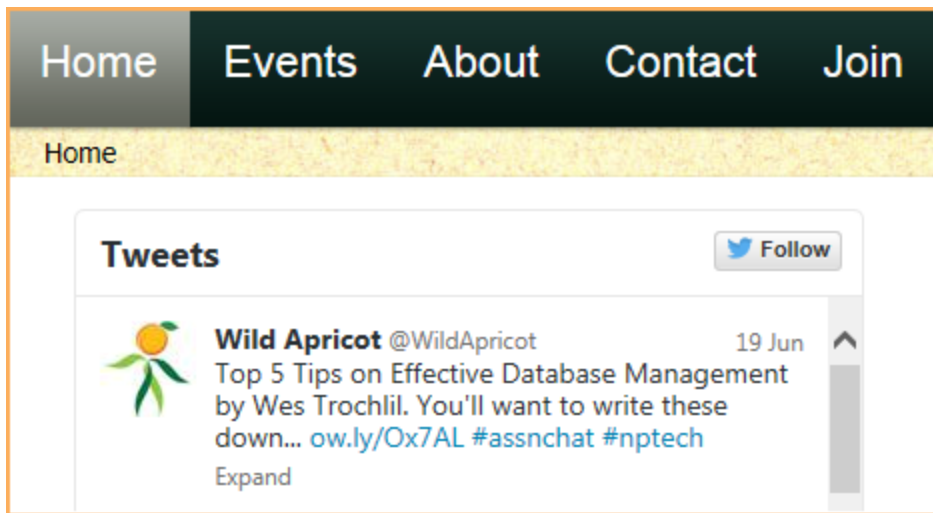 Home Events About Contact Join
Home
Tweets Follow
Wild Apricot @WildApricot 19 Jun
Top 5 Tips on Effective Database Management
by Wes Trochlil. You'll want to write these
down... ow.ly/Ox7AL #assnchat #nptech
Expand